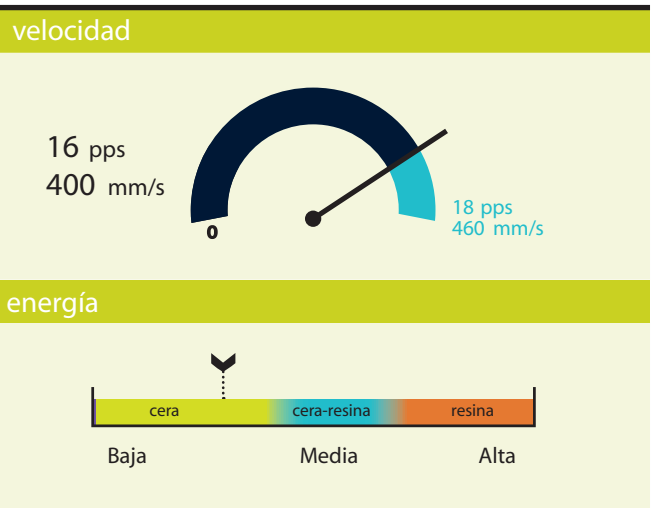 velocidad
16 pps
400 mm/s
0
18 pps
460 mm/s
energía
cera cera-resina resina
Baja Media Alta